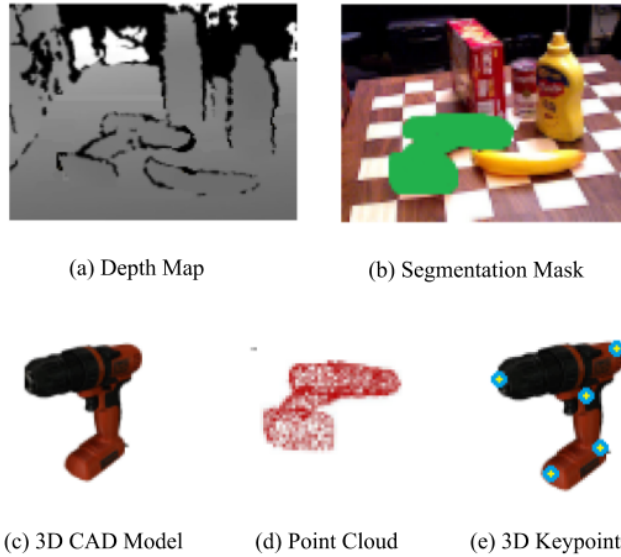 (a) Depth Map
(b) Segmentation Mask
(c) 3D CAD Model
(d) Point Cloud
(e) 3D Keypoint